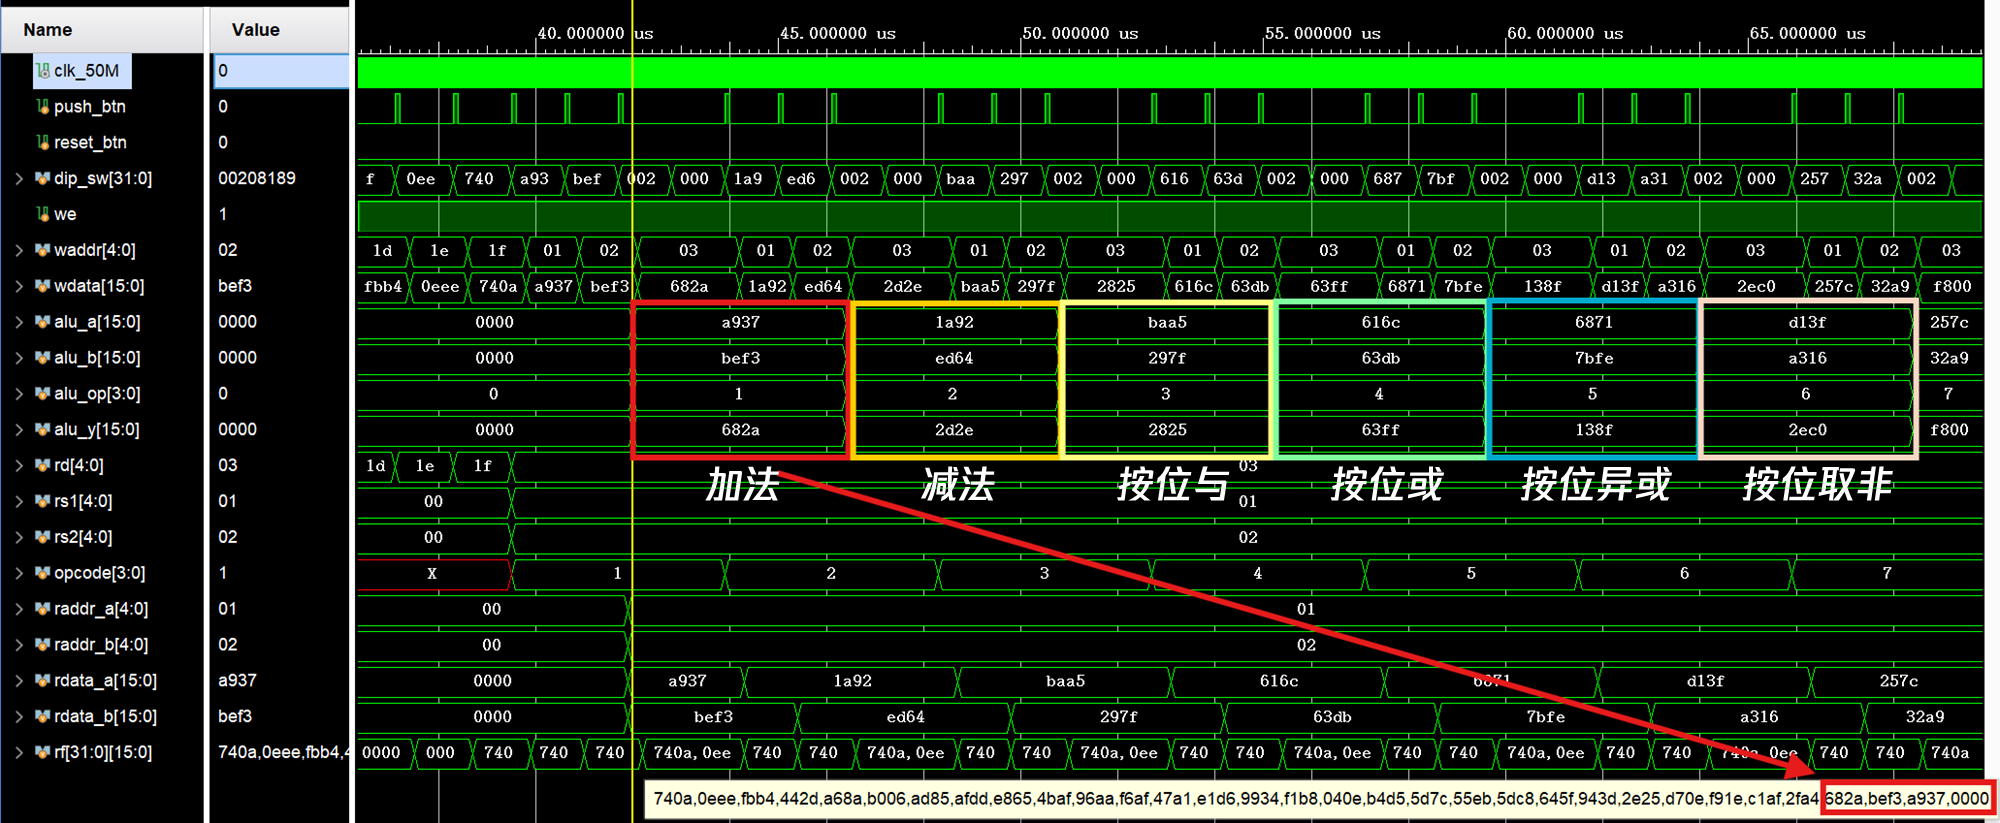 Name Value 40.000000 us 45.000000 us 50.000000 us 55.000000 us 60.000000 us 65.000000 us
clk_50M 0
push_btn 0
reset_btn 0
dip_sw[31:0] 00208189 f 0ee 740 a93 bef 002 000 1a9 ed6 002 000 baa 297 002 000 616 63d 002 000 687 7bf 002 000 d13 a31 002 000 257 32a 002
we 1
waddr[4:0] 02 1d 1e 1f 01 02 03 01 02 03 01 02 03 01 02 03 01 02 03 01 02 03 01 02 03
wdata[15:0] bef3 fbb4 0eee 740a a937 bef3 682a 1a92 ed64 2d2e baa5 297f 2825 616c 63db 63ff 6871 7bfe 138f d13f a316 2ec0 257c 32a9 f800
alu_a[15:0] 0000 0000 a937 1a92 baa5 616c 6871 d13f 257c
alu_b[15:0] 0000 0000 bef3 ed64 297f 63db 7bfe a316 32a9
alu_op[3:0] 0 0 1 2 3 4 5 6 7
alu_y[15:0] 0000 0000 682a 2d2e 2825 63ff 138f 2ec0 f800
rd[4:0] 03 1d 1e 1f 03
加法 减法 按位与 按位或 按位异或 按位取非
rs1[4:0] 01 00 01
rs2[4:0] 02 00 02
opcode[3:0] 1 X 1 2 3 4 5 6 7
raddr_a[4:0] 01 00 01
raddr_b[4:0] 02 00 02
rdata_a[15:0] a937 0000 a937 1a92 baa5 616c 6871 d13f 257c
rdata_b[15:0] bef3 0000 bef3 ed64 297f 63db 7bfe a316 32a9
rf[31:0][15:0] 740a,0eee,fbb4,4 0000 000 740 740 740 740a,0ee 740 740 740a,0ee 740 740 740a,0ee 740 740 740a,0ee 740 740 740a,0ee 740 740 740a,0ee 740 740 740a
740a,0eee,fbb4,442d,a68a,b006,ad85,afdd,e865,4baf,96aa,f6af,47a1,e1d6,9934,f1b8,040e,b4d5,5d7c,55eb,5dc8,645f,943d,2e25,d70e,f91e,c1af,2fa4,682a,bef3,a937,0000